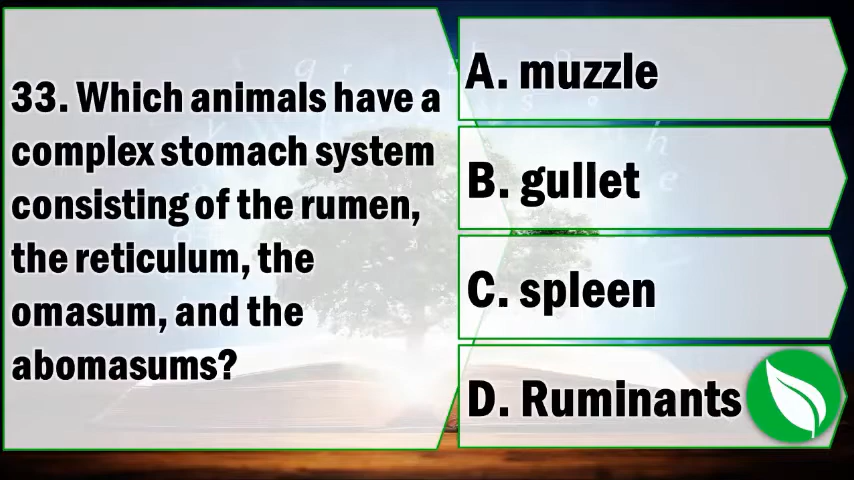 33. Which animals have a
complex stomach system
consisting of the rumen,
the reticulum, the
omasum, and the
abomasums?
A. muzzle
B. gullet
C. spleen
D. Ruminants